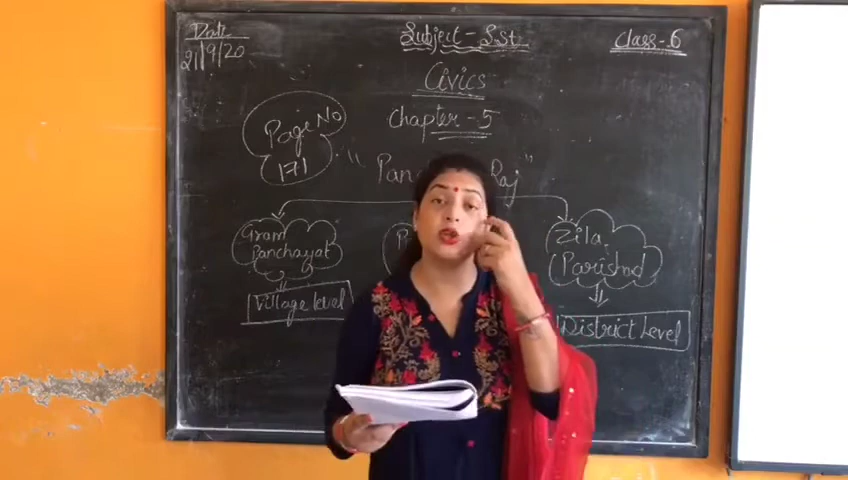 Date
21/9/20
Subject - S.st.
Class - 6
Civics
Chapter - 5
Page No
171
Raj"
Gram
Panchayat
Village level
Zila
Parishad
District Level